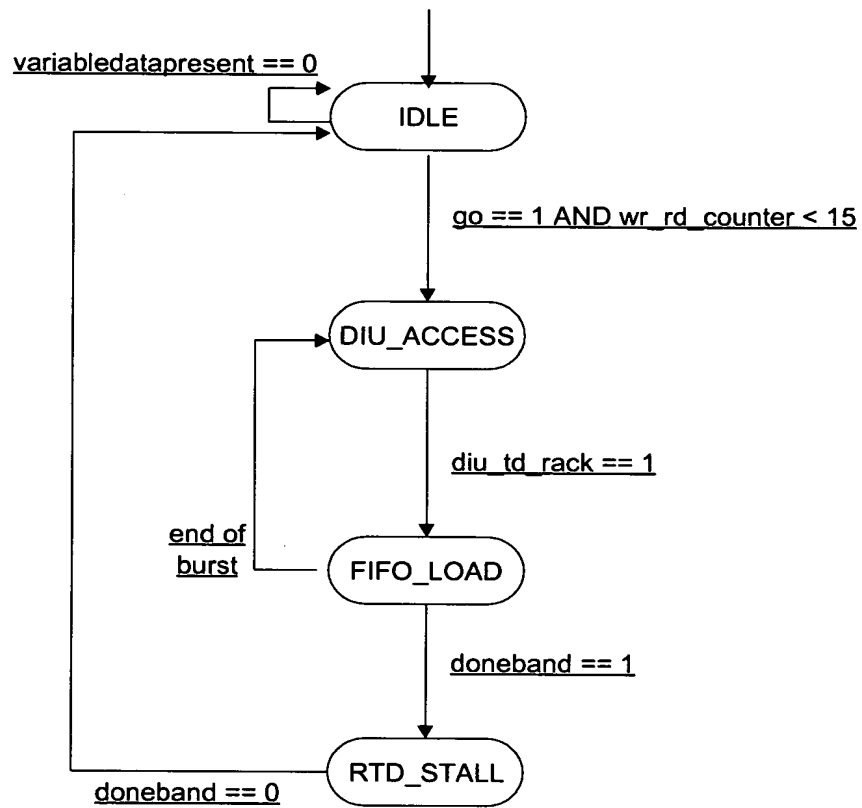 variabledatapresent == 0
IDLE
go == 1 AND wr_rd_counter < 15
DIU_ACCESS
diu_td_rack == 1
end of
burst
FIFO_LOAD
doneband == 1
RTD_STALL
doneband == 0